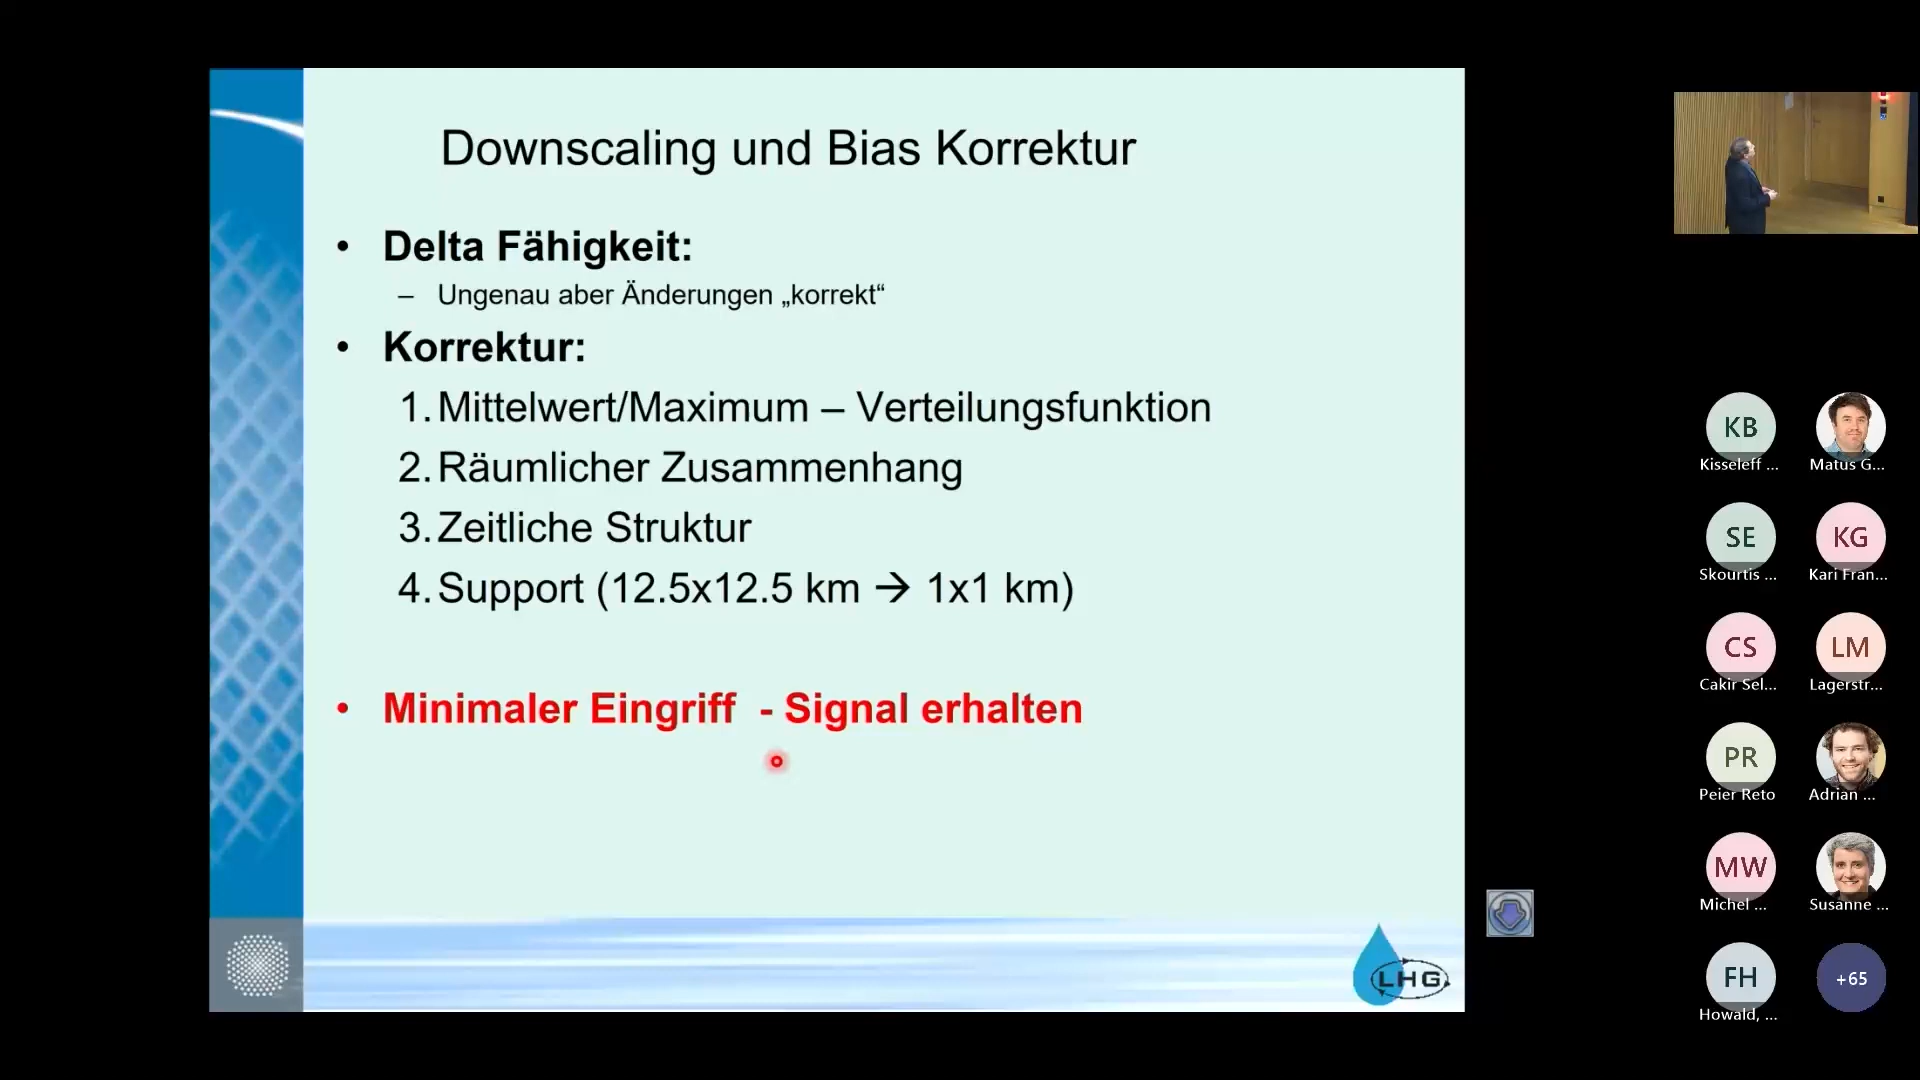 Downscaling und Bias Korrektur
• Delta Fähigkeit:
– Ungenau aber Änderungen „korrekt“
• Korrektur:
1. Mittelwert/Maximum – Verteilungsfunktion
2. Räumlicher Zusammenhang
3. Zeitliche Struktur
4. Support (12.5x12.5 km → 1x1 km)
• Minimaler Eingriff - Signal erhalten
LHG
KB
Kisseleff ...
Matus G...
SE
Skourtis ...
KG
Kari Fran...
CS
Cakir Sel...
LM
Lagerstr...
PR
Peier Reto
Adrian ...
MW
Michel ...
Susanne ...
FH
Howald, ...
+65